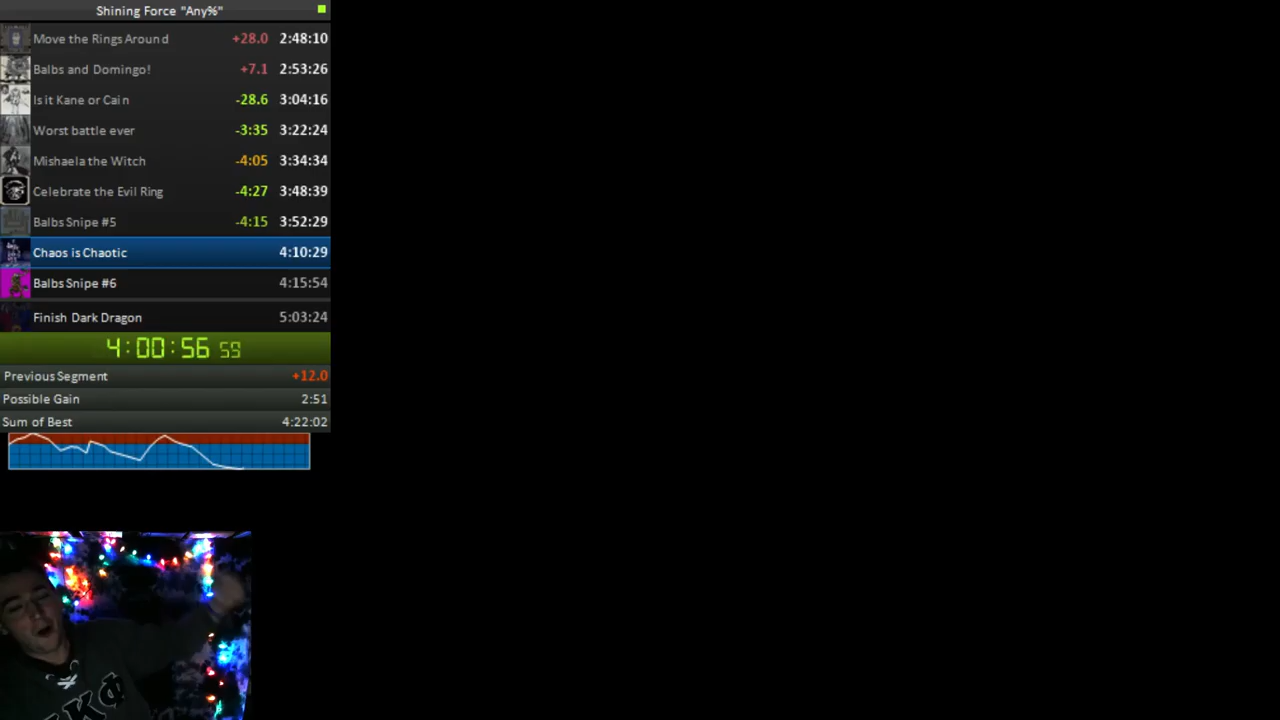 Shining Force "Any%"
Move the Rings Around +28.0 2:48:10
Balbs and Domingo! +7.1 2:53:26
Is it Kane or Cain -28.6 3:04:16
Worst battle ever -3:35 3:22:24
Mishaela the Witch -4:05 3:34:34
Celebrate the Evil Ring -4:27 3:48:39
Balbs Snipe #5 -4:15 3:52:29
Chaos is Chaotic 4:10:29
Balbs Snipe #6 4:15:54
Finish Dark Dragon 5:03:24
4:00:56 59
Previous Segment +12.0
Possible Gain 2:51
Sum of Best 4:22:02
ΚΦ